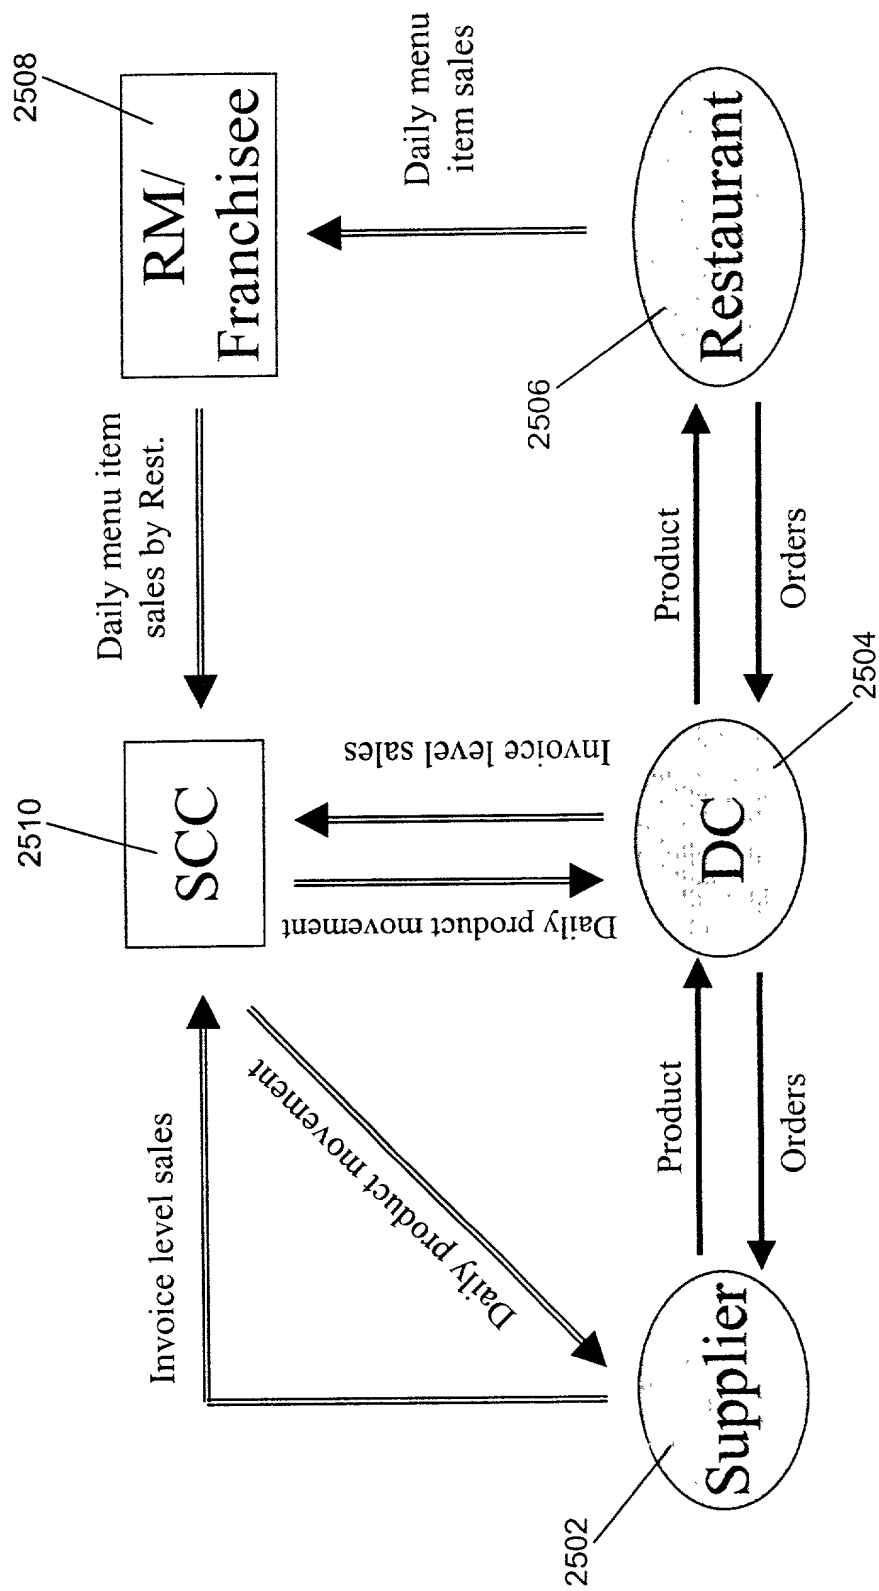 2510
2508
SCC
Daily menu item
sales by Rest.
RM/
Franchisee
Invoice level sales
Daily product movement
Daily product movement
Invoice level sales
Daily menu
item sales
2502
Supplier
Product
Orders
DC
2504
Product
Orders
2506
Restaurant